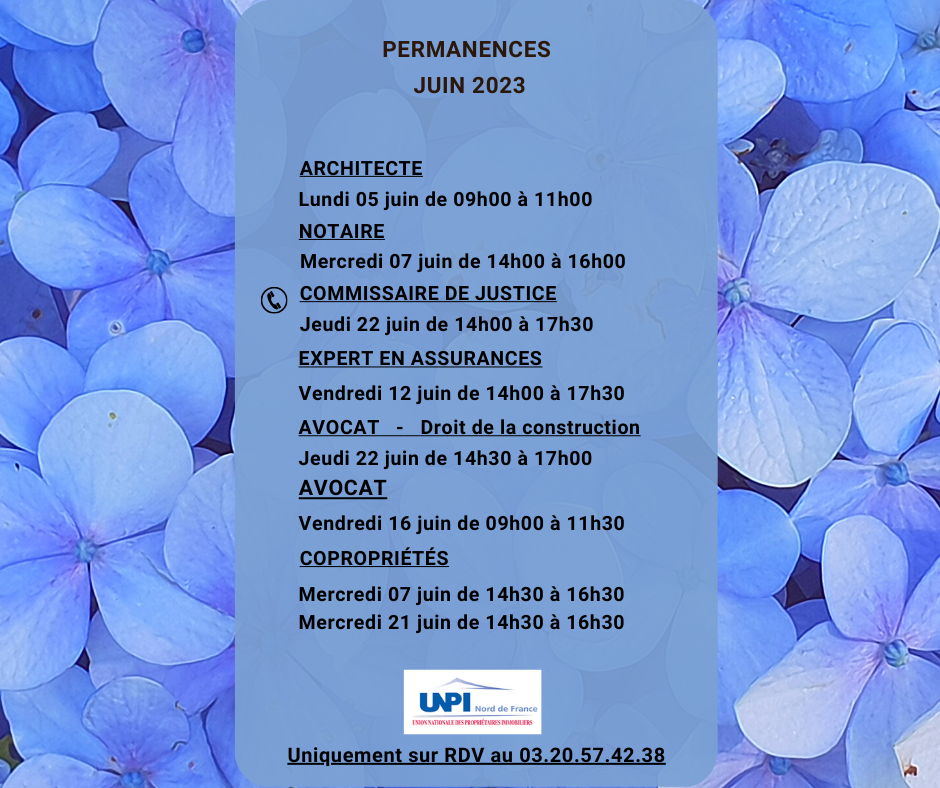 PERMANENCES
JUIN 2023
ARCHITECTE
Lundi 05 juin de 09h00 à 11h00
NOTAIRE
Mercredi 07 juin de 14h00 à 16h00
COMMISSAIRE DE JUSTICE
Jeudi 22 juin de 14h00 à 17h30
EXPERT EN ASSURANCES
Vendredi 12 juin de 14h00 à 17h30
AVOCAT - Droit de la construction
Jeudi 22 juin de 14h30 à 17h00
AVOCAT
Vendredi 16 juin de 09h00 à 11h30
COPROPRIÉTÉS
Mercredi 07 juin de 14h30 à 16h30
Mercredi 21 juin de 14h30 à 16h30
UNPI Nord de France
UNION NATIONALE DES PROPRIÉTAIRES IMMOBILIERS
Uniquement sur RDV au 03.20.57.42.38